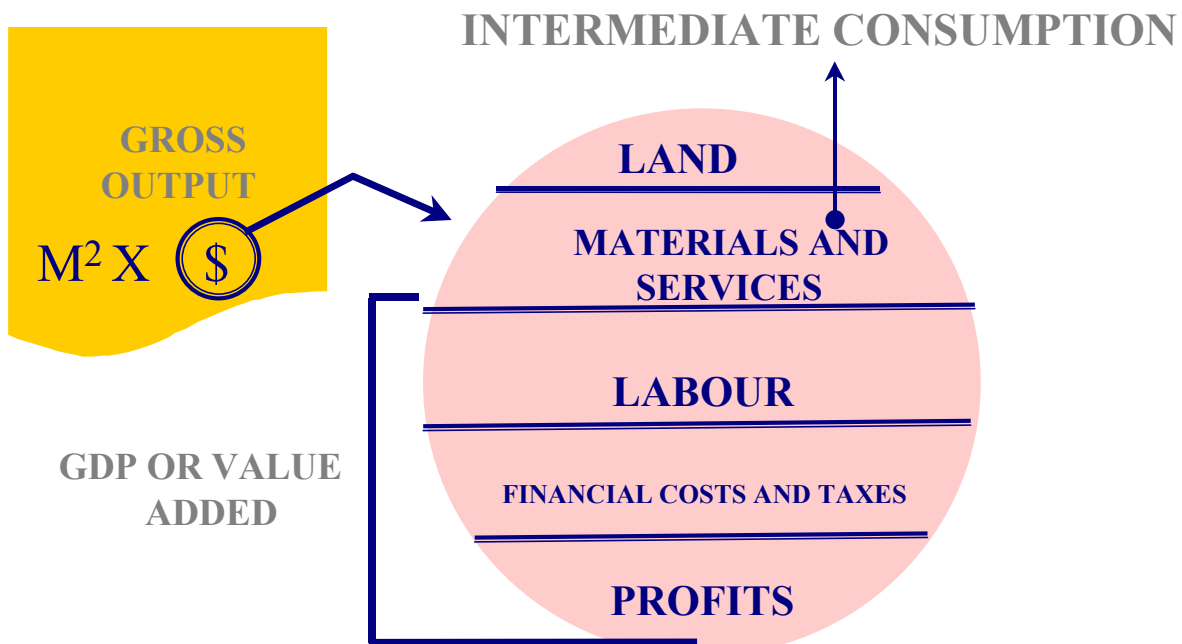 INTERMEDIATE CONSUMPTION
GROSS
OUTPUT
M² X $
LAND
MATERIALS AND
SERVICES
LABOUR
GDP OR VALUE
ADDED
FINANCIAL COSTS AND TAXES
PROFITS